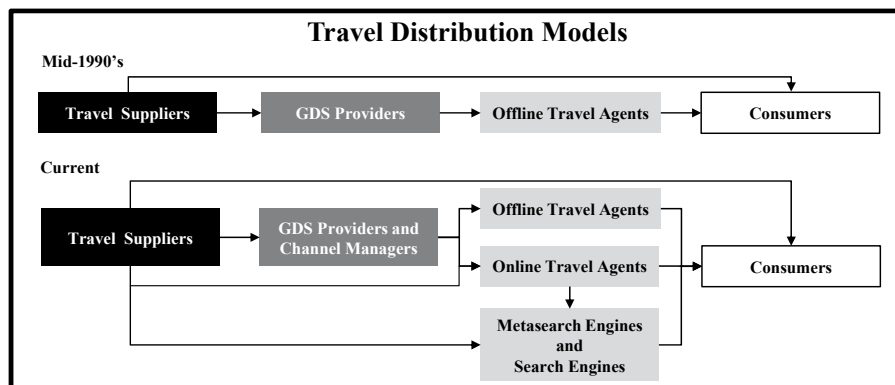 Travel Distribution Models
Mid-1990’s
Travel Suppliers
GDS Providers
Offline Travel Agents
Consumers
Current
Travel Suppliers
GDS Providers and
Channel Managers
Offline Travel Agents
Online Travel Agents
Metasearch Engines
and
Search Engines
Consumers